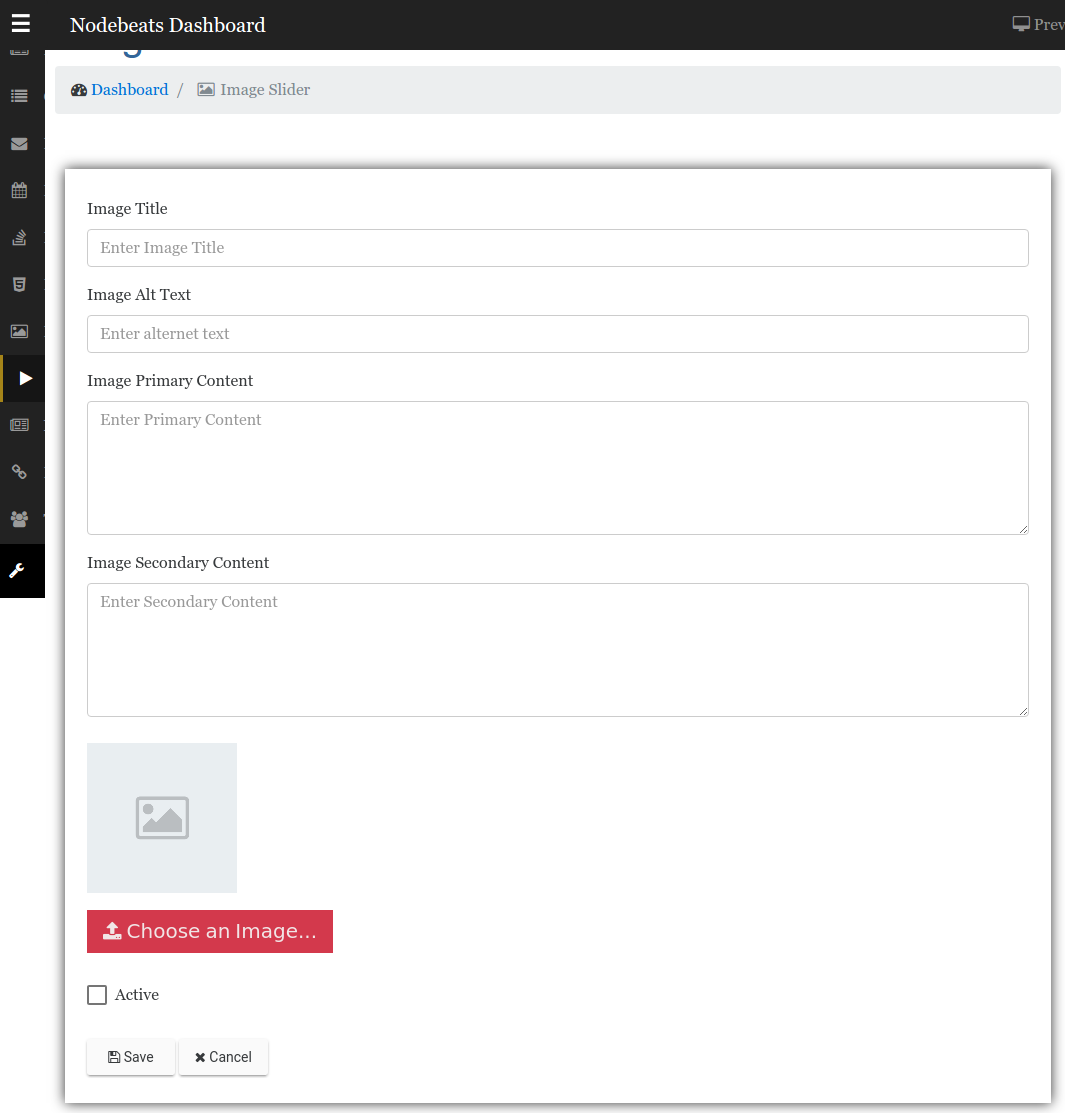 Nodebeats Dashboard
Prev
Dashboard / Image Slider
Image Title
Enter Image Title
Image Alt Text
Enter alternet text
Image Primary Content
Enter Primary Content
Image Secondary Content
Enter Secondary Content
Choose an Image...
Active
Save Cancel